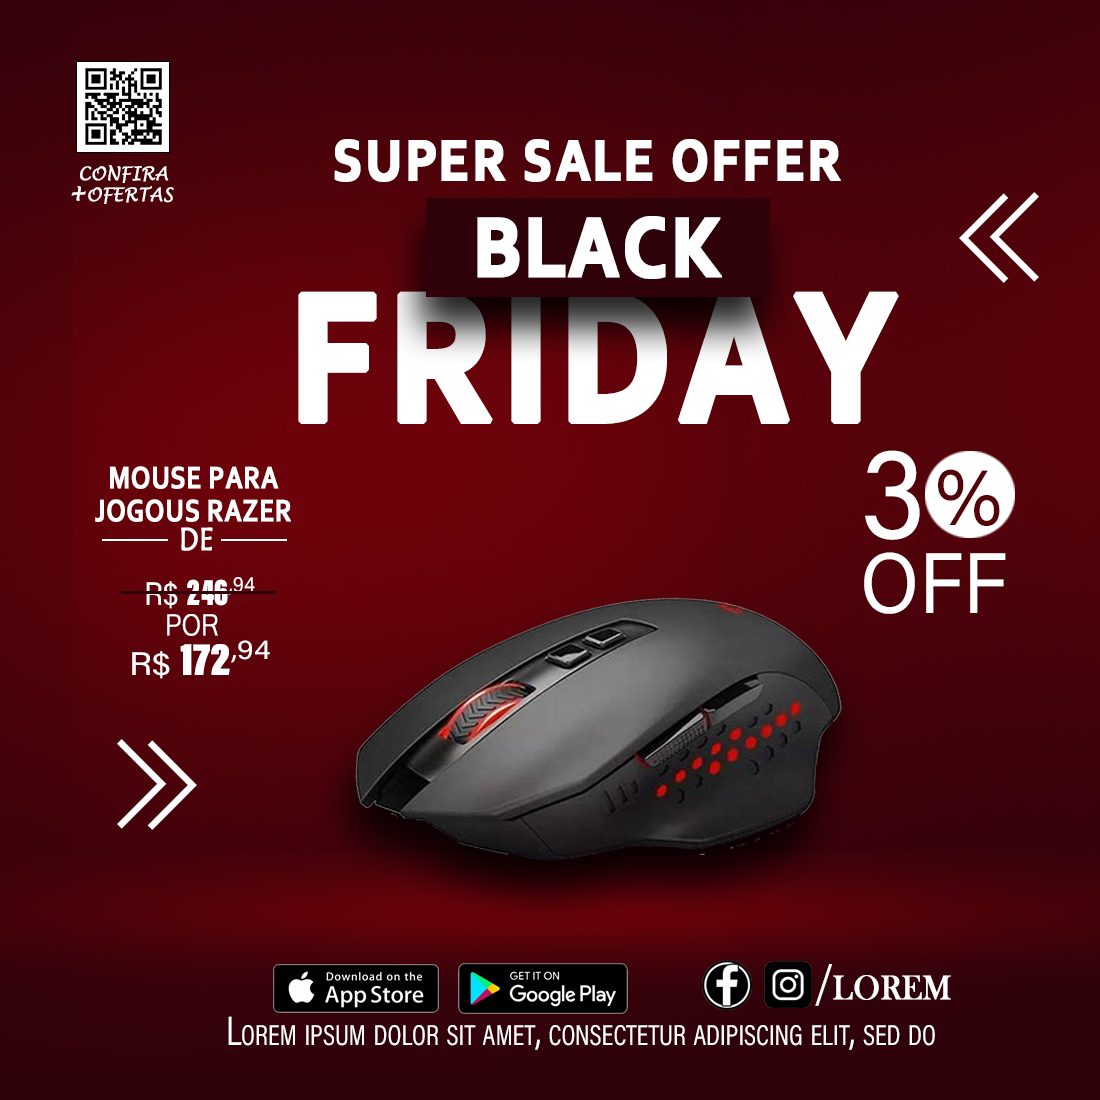 CONFIRA
+OFERTAS
SUPER SALE OFFER
BLACK
FRIDAY
MOUSE PARA
JOGOUS RAZER
DE
R$ 246,94
POR
R$ 172,94
3%
OFF
Download on the
App Store
GET IT ON
Google Play
/LOREM
LOREM IPSUM DOLOR SIT AMET, CONSECTETUR ADIPISCING ELIT, SED DO